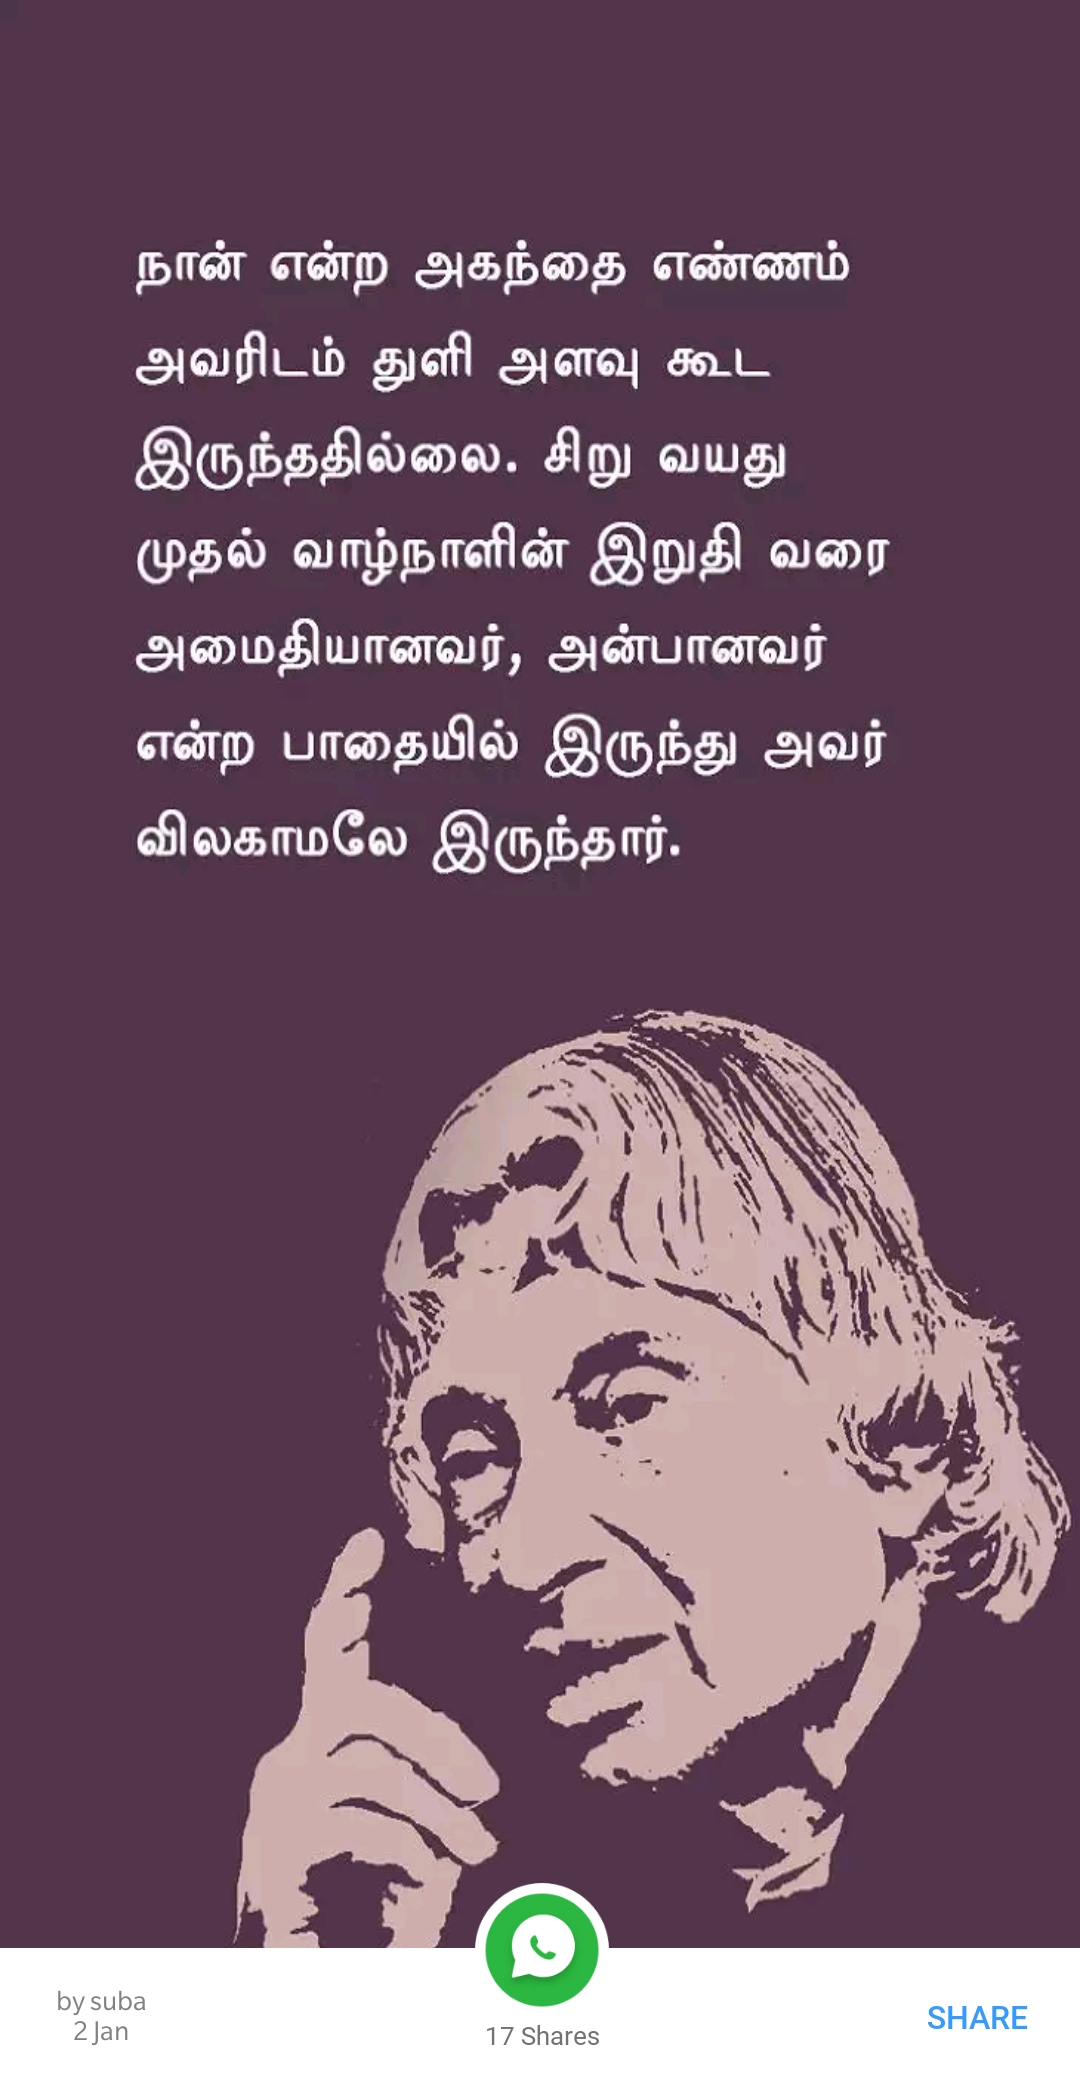 நான் என்ற அகந்தை எண்ணம்
அவரிடம் துளி அளவு கூட
இருந்ததில்லை. சிறு வயது
முதல் வாழ்நாளின் இறுதி வரை
அமைதியானவர், அன்பானவர்
என்ற பாதையில் இருந்து அவர்
விலகாமலே இருந்தார்.
by suba
2 Jan
17 Shares
SHARE